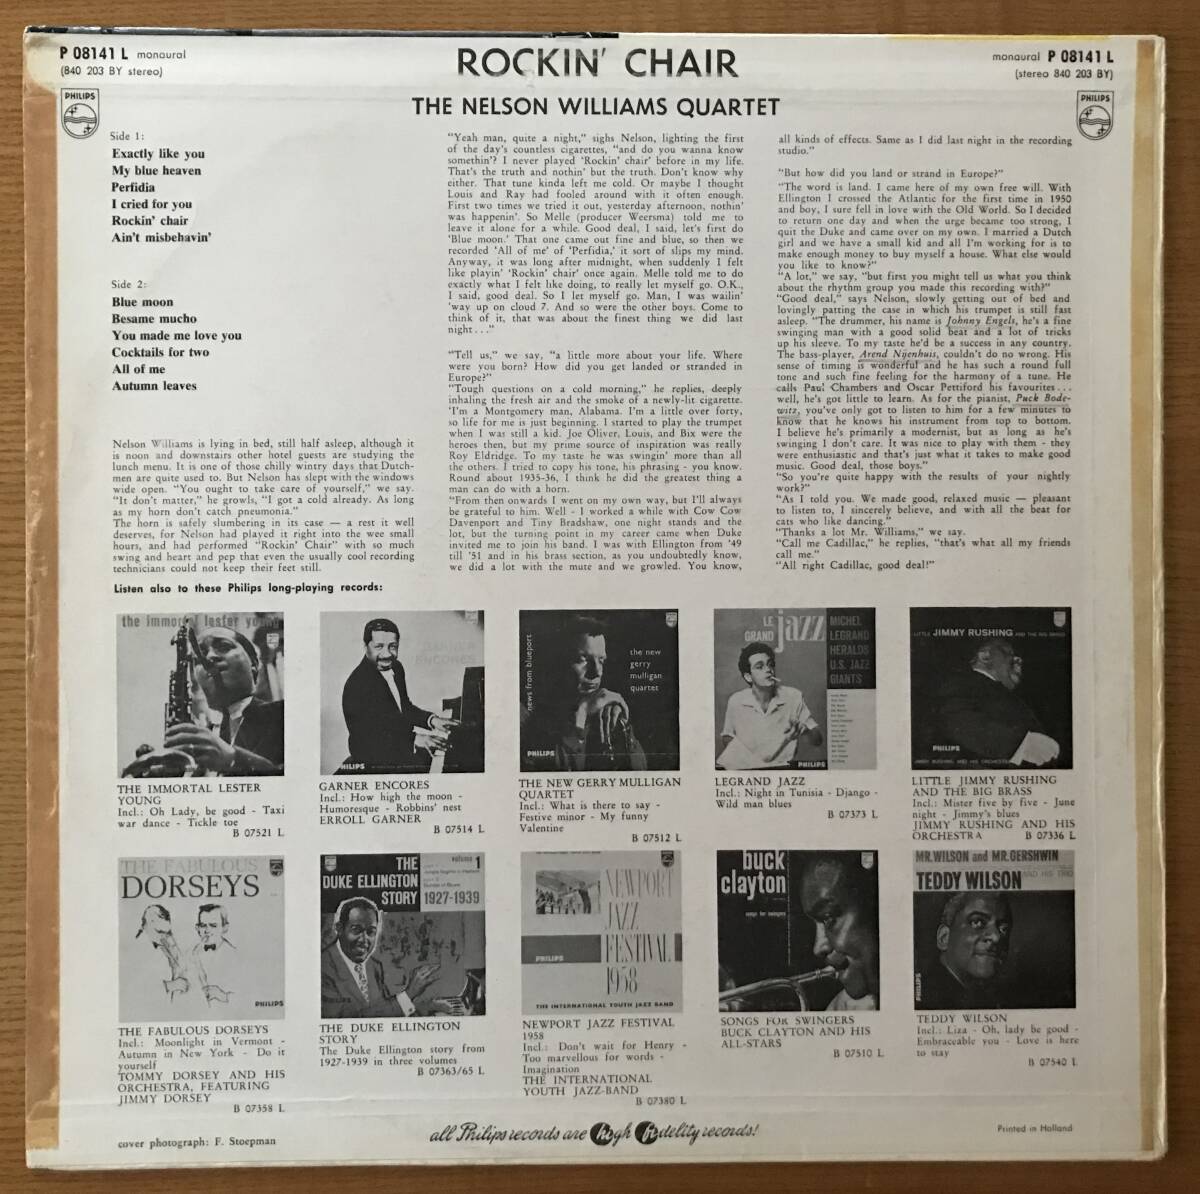 P 08141 L monaural
(840 203 BY stereo)
PHILIPS
ROCKIN' CHAIR
THE NELSON WILLIAMS QUARTET
monaural P 08141 L
(stereo 840 203 BY)
PHILIPS
Side 1:
Exactly like you
My blue heaven
Perfidia
I cried for you
Rockin' chair
Ain't misbehavin'
Side 2:
Blue moon
Besame mucho
You made me love you
Cocktails for two
All of me
Autumn leaves
Nelson Williams is lying in bed, still half asleep, although it
is noon and downstairs other hotel guests are studying the
lunch menu. It is one of those chilly wintry days that Dutch-
men are quite used to. But Nelson has slept with the windows
wide open. "You ought to take care of yourself," we say.
"It don't matter," he growls, "I got a cold already. As long
as my horn don't catch pneumonia."
The horn is safely slumbering in its case — a rest it well
deserves, for Nelson had played it right into the wee small
hours, and had performed "Rockin' Chair" with so much
swing and heart and pep that even the usually cool recording
technicians could not keep their feet still.
"Yeah man, quite a night," sighs Nelson, lighting the first
of the day's countless cigarettes, "and do you wanna know
somethin'? I never played 'Rockin' chair' before in my life.
That's the truth and nothin' but the truth. Don't know why
either. That tune kinda left me cold. Or maybe I thought
Louis and Ray had fooled around with it often enough.
First two times we tried it out, yesterday afternoon, nothin'
was happenin'. So Melle (producer Weersma) told me to
leave it alone for a while. Good deal, I said, let's first do
'Blue moon.' That one came out fine and blue, so then we
recorded 'All of me' of 'Perfidia,' it sort of slips my mind.
Anyway, it was long after midnight, when suddenly I felt
like playin' 'Rockin' chair' once again. Melle told me to do
exactly what I felt like doing, to really let myself go. O.K.,
I said, good deal. So I let myself go. Man, I was wailin'
'way up on cloud 7. And so were the other boys. Come to
think of it, that was about the finest thing we did last
night . . ."
"Tell us," we say, "a little more about your life. Where
were you born? How did you get landed or stranded in
Europe?"
"Tough questions on a cold morning," he replies, deeply
inhaling the fresh air and the smoke of a newly-lit cigarette.
'I'm a Montgomery man, Alabama. I'm a little over forty,
so life for me is just beginning. I started to play the trumpet
when I was still a kid. Joe Oliver, Louis, and Bix were the
heroes then, but my prime source of inspiration was really
Roy Eldridge. To my taste he was swingin' more than all
the others. I tried to copy his tone, his phrasing - you know.
Round about 1935-36, I think he did the greatest thing a
man can do with a horn.
"From then onwards I went on my own way, but I'll always
be grateful to him. Well - I worked a while with Cow Cow
Davenport and Tiny Bradshaw, one night stands and the
lot, but the turning point in my career came when Duke
invited me to join his band. I was with Ellington from '49
till '51 and in his brass section, as you undoubtedly know,
we did a lot with the mute and we growled. You know,
all kinds of effects. Same as I did last night in the recording
studio."
"But how did you land or strand in Europe?"
"The word is land. I came here of my own free will. With
Ellington I crossed the Atlantic for the first time in 1950
and boy, I sure fell in love with the Old World. So I decided
to return one day and when the urge became too strong, I
quit the Duke and came over on my own. I married a Dutch
girl and we have a small kid and all I'm working for is to
make enough money to buy myself a house. What else would
you like to know?"
"A lot," we say, "but first you might tell us what you think
about the rhythm group you made this recording with?"
"Good deal," says Nelson, slowly getting out of bed and
lovingly patting the case in which his trumpet is still fast
asleep. "The drummer, his name is Johnny Engels, he's a fine
swinging man with a good solid beat and a lot of tricks
up his sleeve. To my taste he'd be a success in any country.
The bass-player, Arend Nijenhuis, couldn't do no wrong. His
sense of timing is wonderful and he has such a round full
tone and such fine feeling for the harmony of a tune. He
calls Paul Chambers and Oscar Pettiford his favourites . . .
well, he's got little to learn. As for the pianist, Puck Bode-
witz, you've only got to listen to him for a few minutes to
know that he knows his instrument from top to bottom.
I believe he's primarily a modernist, but as long as he's
swinging I don't care. It was nice to play with them - they
were enthusiastic and that's just what it takes to make good
music. Good deal, those boys."
"So you're quite happy with the results of your nightly
work?"
"As I told you. We made good, relaxed music — pleasant
to listen to, I sincerely believe, and with all the beat for
cats who like dancing."
"Thanks a lot Mr. Williams," we say.
"Call me Cadillac," he replies, "that's what all my friends
call me."
"All right Cadillac, good deal!"
Listen also to these Philips long-playing records:
the immortal lester young
GARNER
ENCORES
PHILIPS
news from blueport
the new
gerry
mulligan
quartet
PHILIPS
LE
GRAND
jazz
MICHEL
LEGRAND
HERALDS
U.S. JAZZ
GIANTS
PHILIPS
LITTLE JIMMY RUSHING AND THE BIG BRASS
PHILIPS
JIMMY RUSHING AND HIS ORCHESTRA
THE IMMORTAL LESTER
YOUNG
Incl.: Oh Lady, be good - Taxi
war dance - Tickle toe
B 07521 L
GARNER ENCORES
Incl.: How high the moon -
Humoresque - Robbins' nest
ERROLL GARNER
B 07514 L
THE NEW GERRY MULLIGAN
QUARTET
Incl.: What is there to say -
Festive minor - My funny
Valentine
B 07512 L
LEGRAND JAZZ
Incl.: Night in Tunisia - Django -
Wild man blues
B 07373 L
LITTLE JIMMY RUSHING
AND THE BIG BRASS
Incl.: Mister five by five - June
night - Jimmy's blues
JIMMY RUSHING AND HIS
ORCHESTRA B 07336 L
THE FABULOUS
DORSEYS
PHILIPS
THE
DUKE ELLINGTON
STORY
volume 1
1927-1939
NEWPORT
JAZZ
FESTIVAL
1958
PHILIPS
THE INTERNATIONAL YOUTH JAZZ BAND
buck
clayton
songs for swingers
MR. WILSON and MR. GERSHWIN
TEDDY WILSON AND HIS TRIO
PHILIPS
THE FABULOUS DORSEYS
Incl.: Moonlight in Vermont -
Autumn in New York - Do it
yourself
TOMMY DORSEY AND HIS
ORCHESTRA, FEATURING
JIMMY DORSEY
B 07358 L
THE DUKE ELLINGTON
STORY
The Duke Ellington story from
1927-1939 in three volumes
B 07363/65 L
NEWPORT JAZZ FESTIVAL
1958
Incl.: Don't wait for Henry -
Too marvellous for words -
Imagination
THE INTERNATIONAL
YOUTH JAZZ-BAND
B 07380 L
SONGS FOR SWINGERS
BUCK CLAYTON AND HIS
ALL-STARS
B 07510 L
TEDDY WILSON
Incl.: Liza - Oh, lady be good -
Embraceable you - Love is here
to stay
B 07540 L
cover photograph: F. Stoepman
all Philips records are high fidelity records!
Printed in Holland